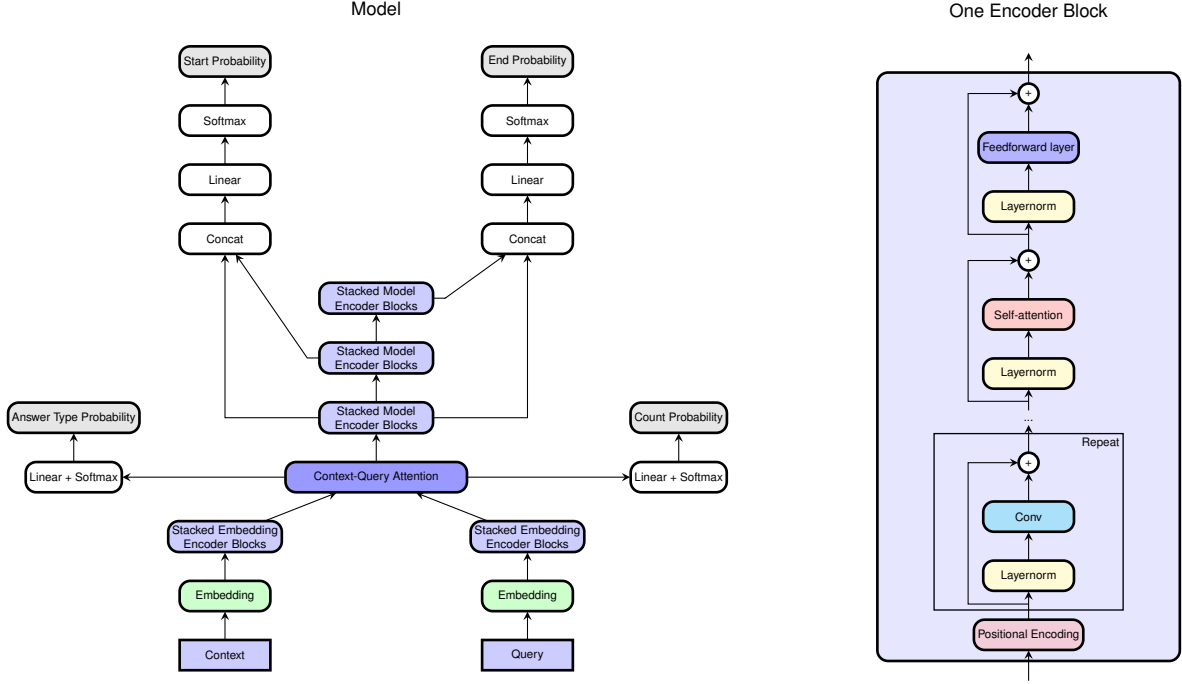 Model
Start Probability
End Probability
Softmax
Softmax
Linear
Linear
Concat
Concat
Stacked Model
Encoder Blocks
Stacked Model
Encoder Blocks
Stacked Model
Encoder Blocks
Answer Type Probability
Count Probability
Linear + Softmax
Context-Query Attention
Linear + Softmax
Stacked Embedding
Encoder Blocks
Stacked Embedding
Encoder Blocks
Embedding
Embedding
Context
Query
One Encoder Block
+
Feedforward layer
Layernorm
+
Self-attention
Layernorm
...
Repeat
+
Conv
Layernorm
Positional Encoding